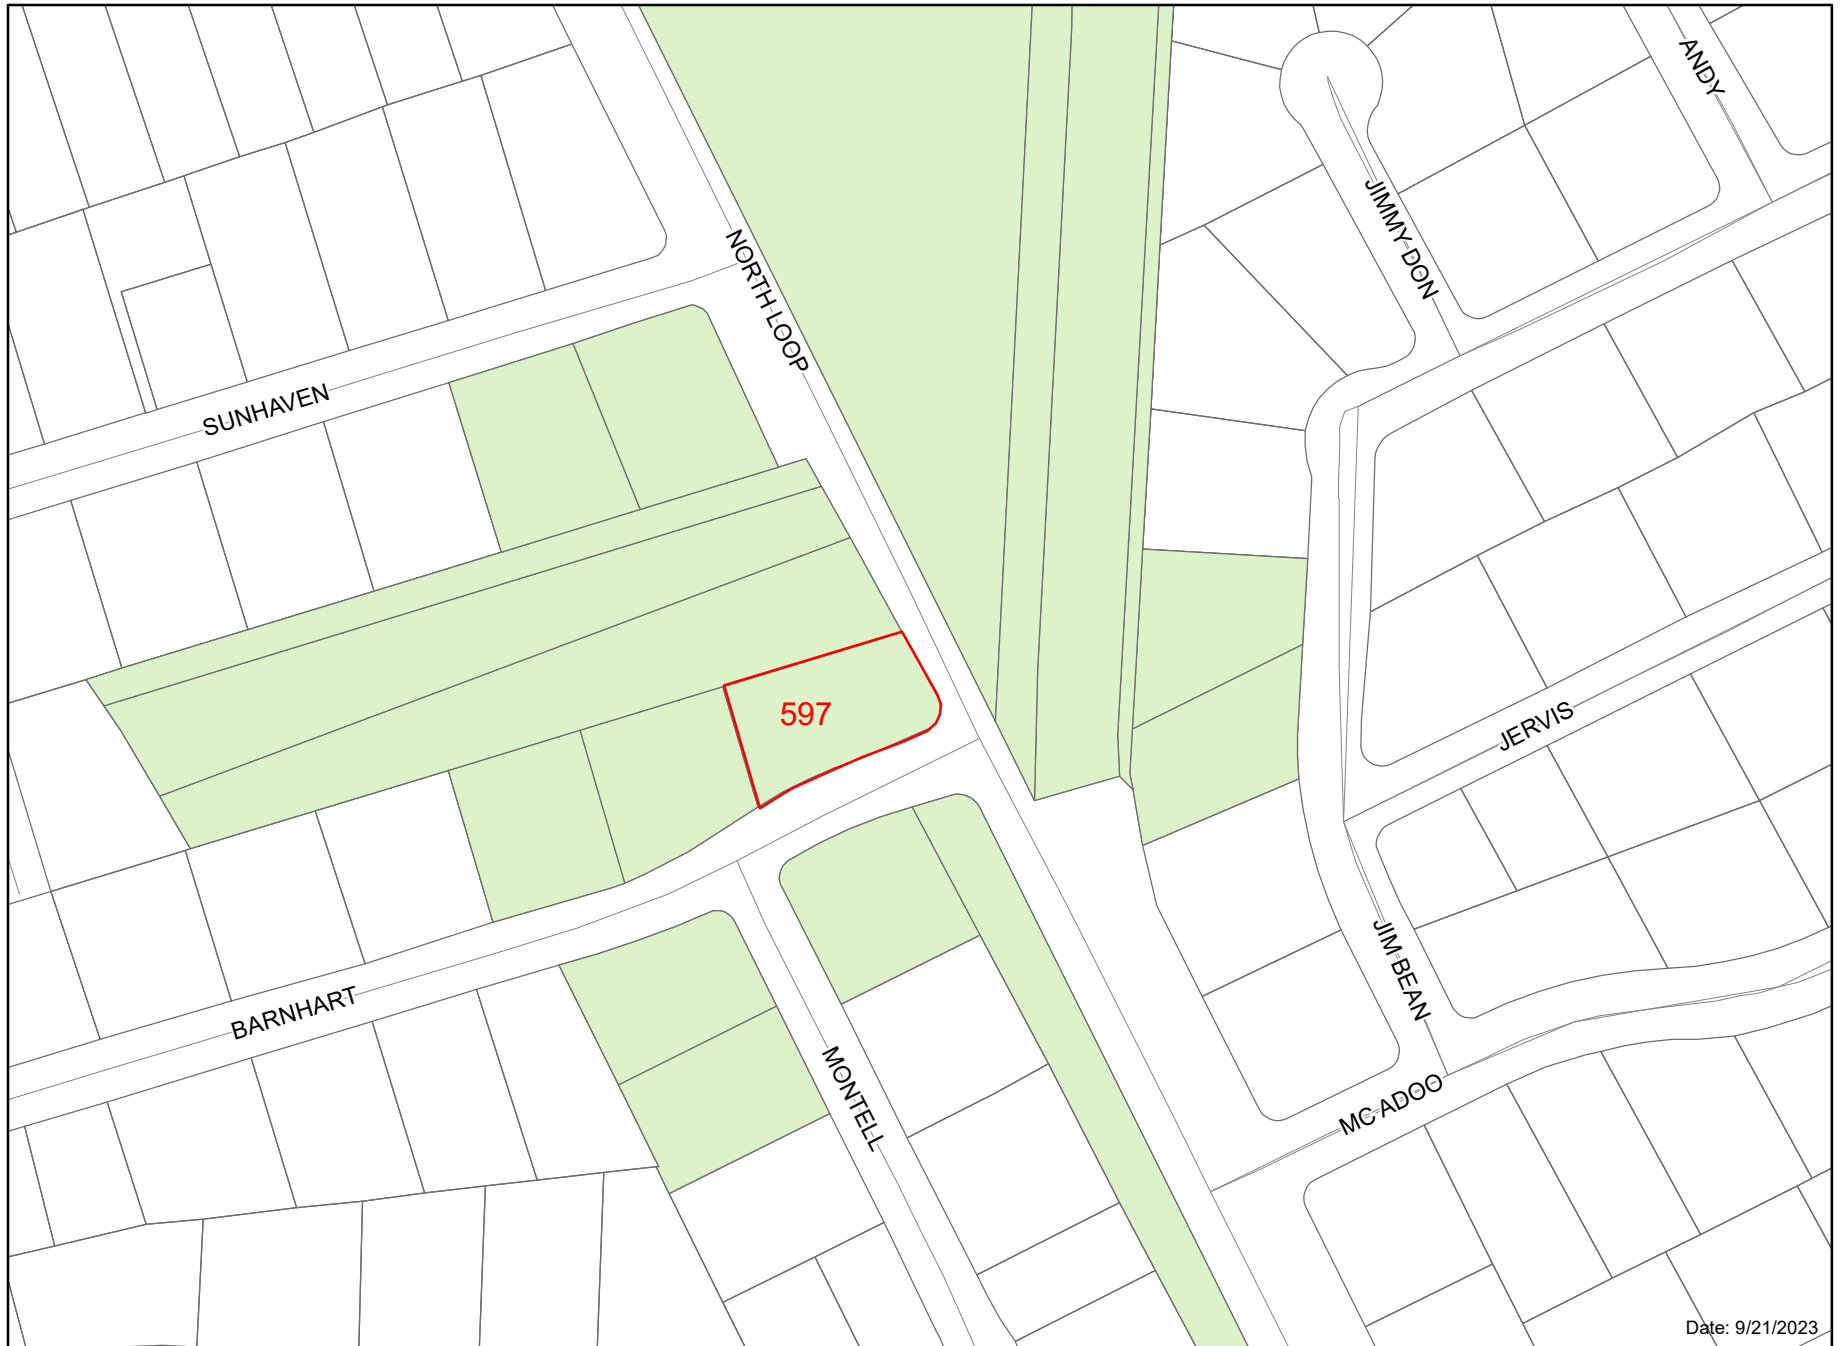 ANDY
JIMMY DON
NORTH LOOP
SUNHAVEN
597
JERVIS
JIM BEAN
BARNHART
MONTELL
MC ADOO
Date: 9/21/2023